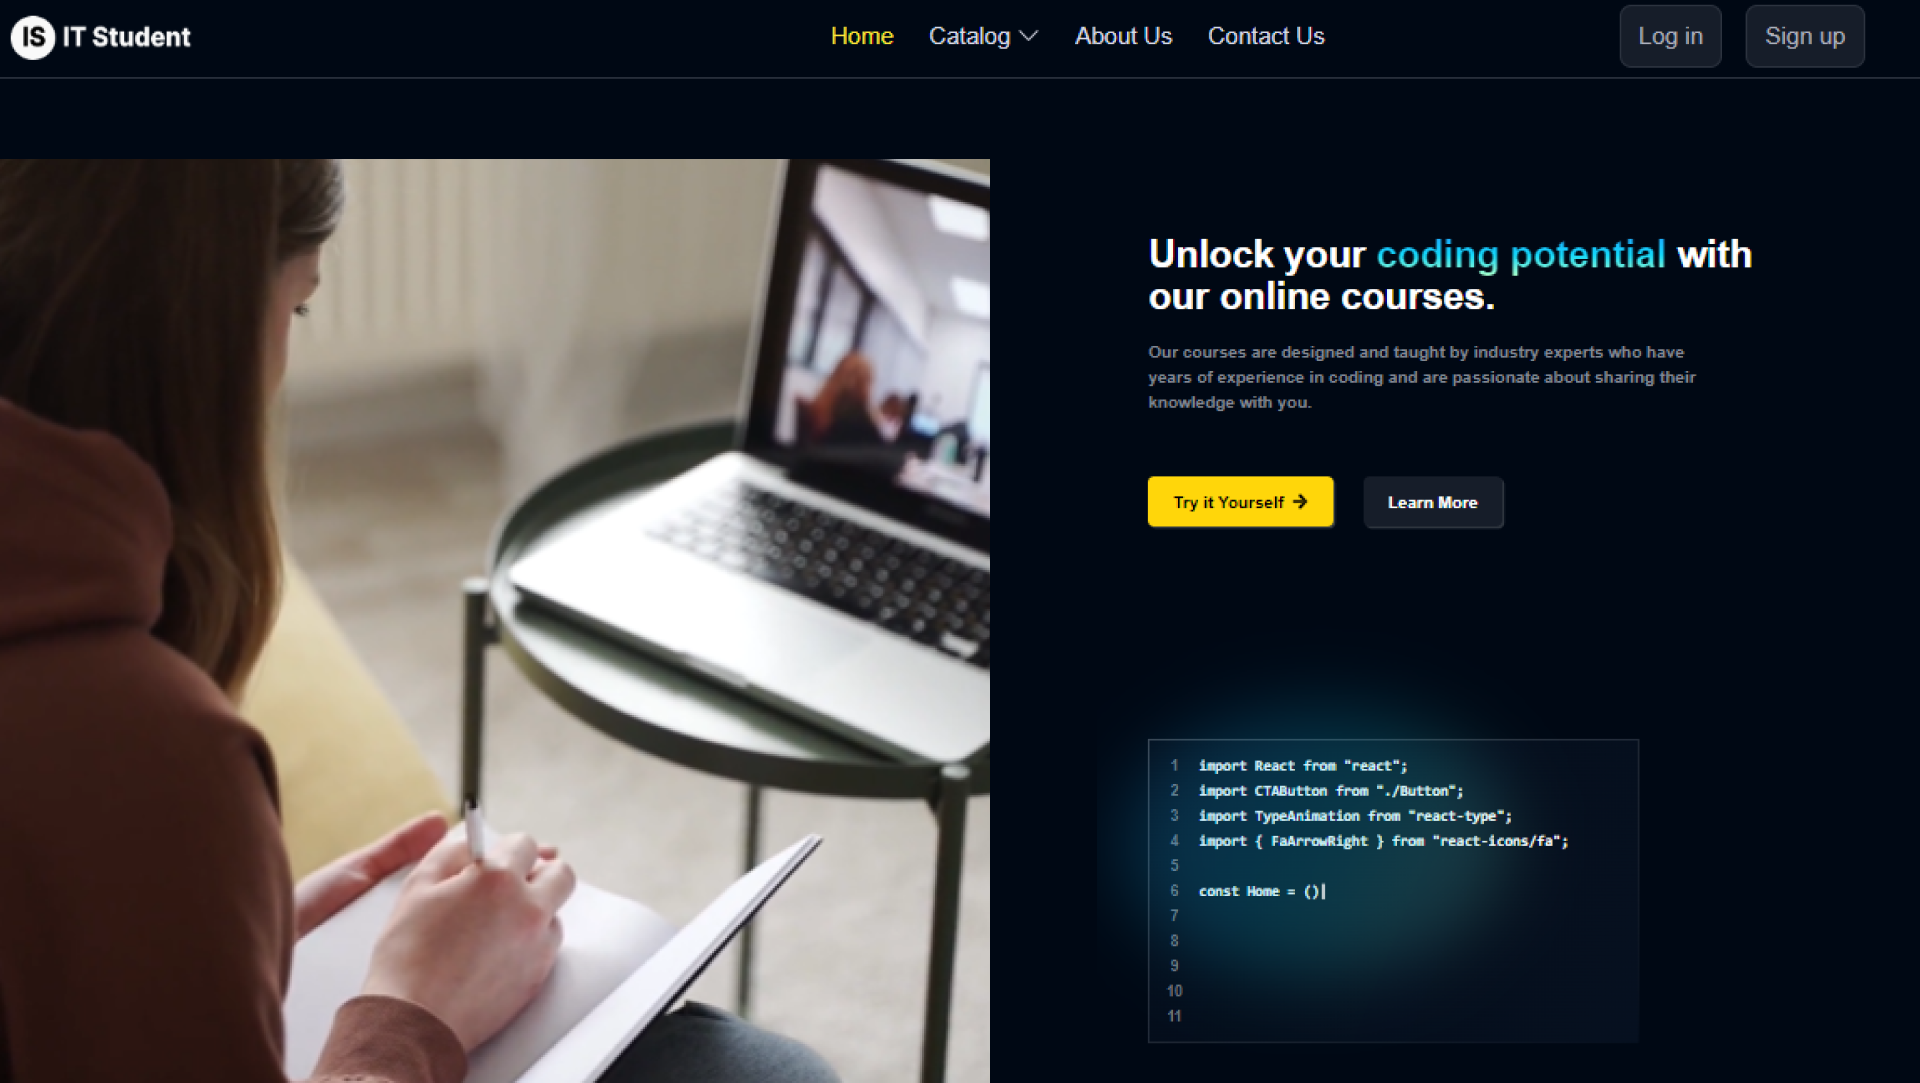 IS IT Student
Home Catalog About Us Contact Us
Log in Sign up
Unlock your coding potential with
our online courses.
Our courses are designed and taught by industry experts who have
years of experience in coding and are passionate about sharing their
knowledge with you.
Try it Yourself → Learn More
1 import React from "react";
2 import CTAButton from "./Button";
3 import TypeAnimation from "react-type";
4 import { FaArrowRight } from "react-icons/fa";
5
6 const Home = ()|
7
8
9
10
11